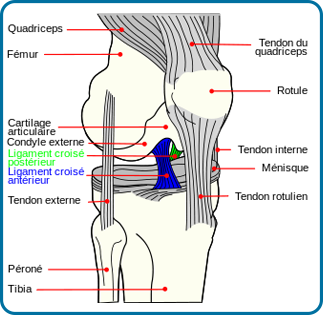 Quadriceps
Fémur
Tendon du
quadriceps
Rotule
Cartilage
articulaire
Condyle externe
Ligament croisé
postérieur
Ligament croisé
antérieur
Tendon externe
Tendon interne
Ménisque
Tendon rotulien
Péroné
Tibia